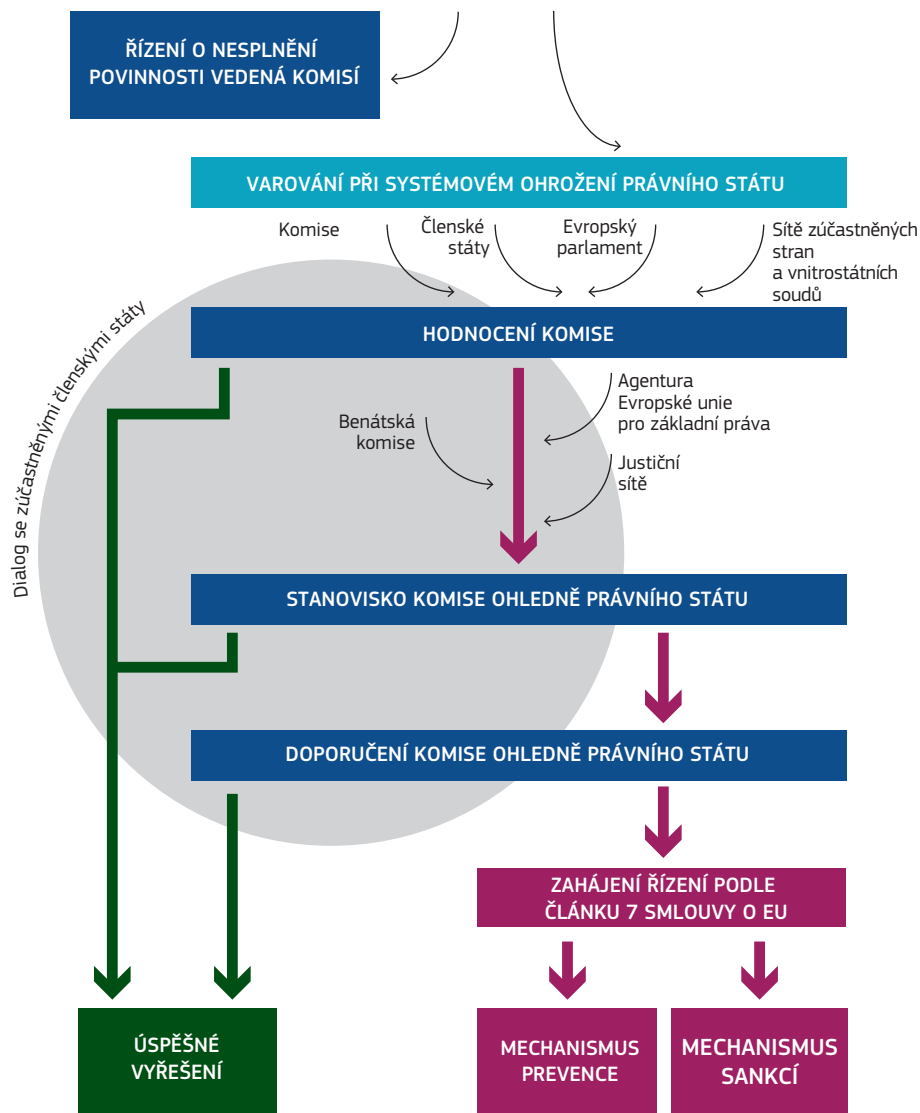 ŘÍZENÍ O NESPLNĚNÍ
POVINNOSTI VEDENÁ KOMISÍ
VAROVÁNÍ PŘI SYSTÉMOVÉM OHROŽENÍ PRÁVNÍHO STÁTU
Komise
Členské
státy
Evropský
parlament
Sítě zúčastněných
stran
a vnitrostátních
soudů
Dialog se zúčastněnými členskými státy
HODNOCENÍ KOMISE
Benátská
komise
Agentura
Evropské unie
pro základní práva
Justiční
sítě
STANOVISKO KOMISE OHLEDNĚ PRÁVNÍHO STÁTU
DOPORUČENÍ KOMISE OHLEDNĚ PRÁVNÍHO STÁTU
ZAHÁJENÍ ŘÍZENÍ PODLE
ČLÁNKU 7 SMLOUVY O EU
ÚSPĚŠNÉ
VYŘEŠENÍ
MECHANISMUS
PREVENCE
MECHANISMUS
SANKCÍ